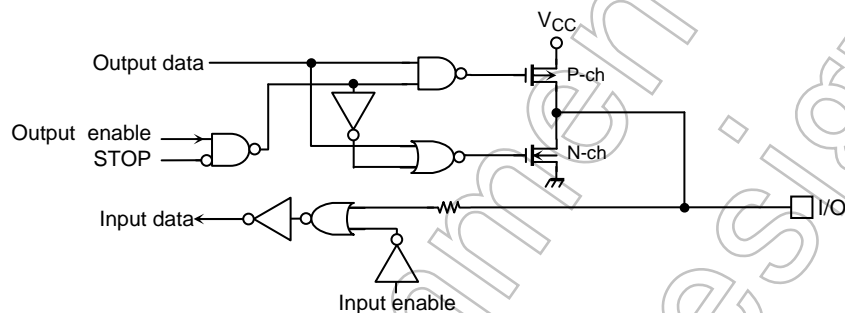 VCC
Output data
P-ch
Output enable
STOP
N-ch
Input data
I/O
Input enable